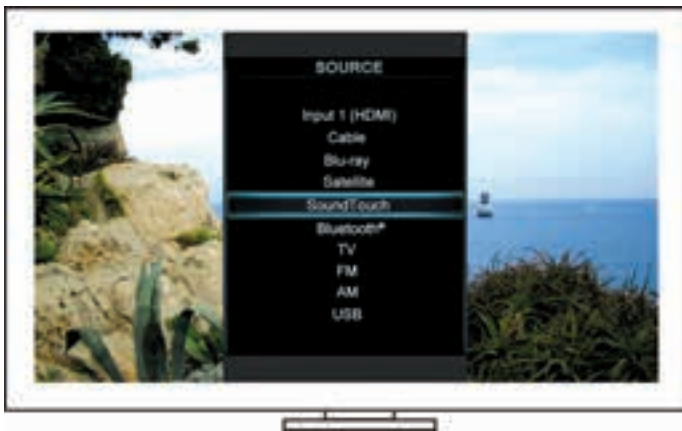 SOURCE
Input 1 (HDMI)
Cable
Blu-ray
Satellite
SoundTouch
Bluetooth®
TV
FM
AM
USB